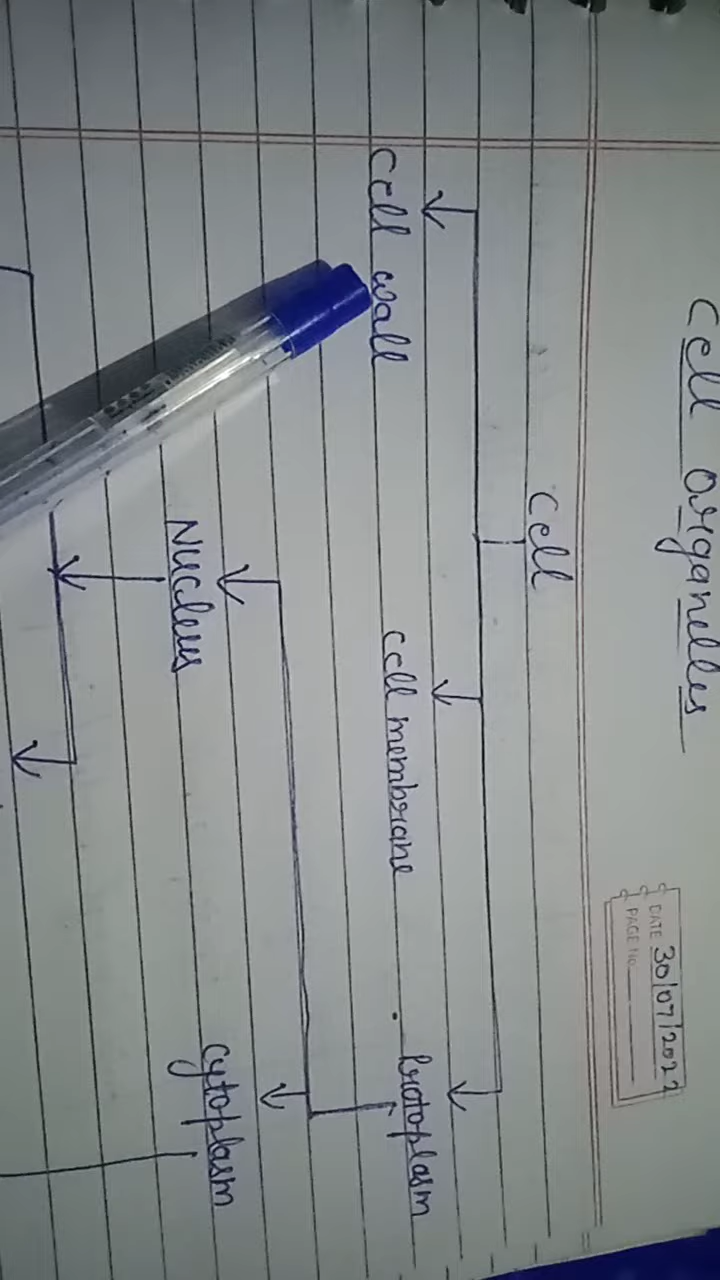 DATE 30/07/2022
PAGE No.
Cell organelles
Cell
Cell wall Cell membrane Protoplasm
Nucleus Cytoplasm